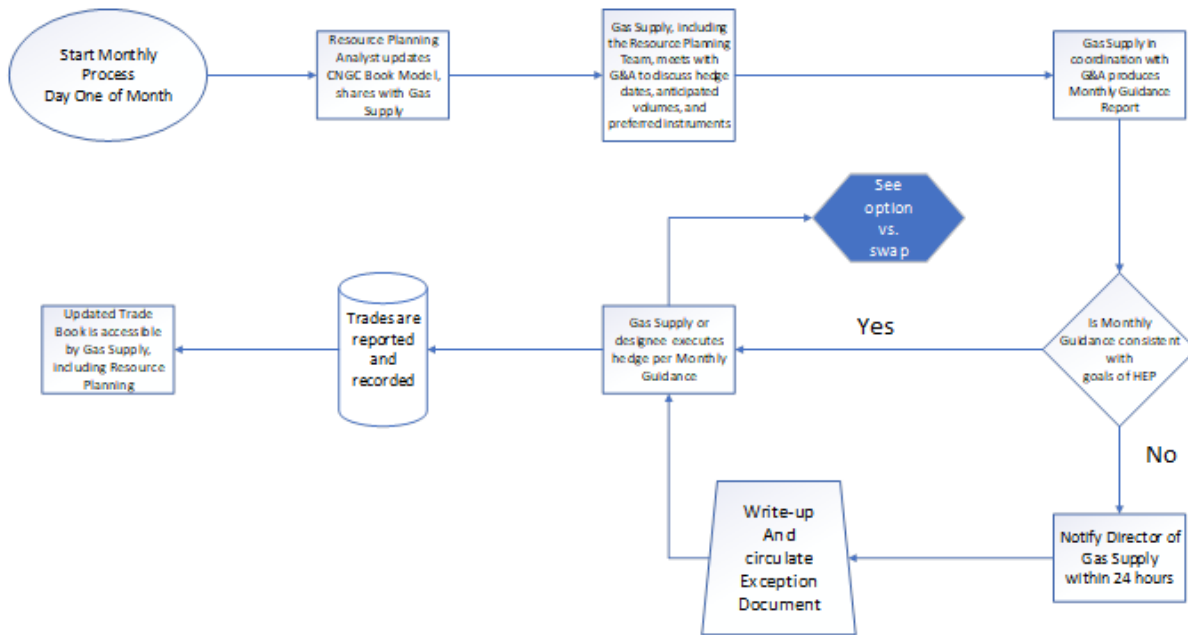 Start Monthly
Process
Day One of Month
Resource Planning
Analyst updates
CNGC Book Model,
shares with Gas
Supply
Gas Supply, including
the Resource Planning
Team, meets with
G&A to discuss hedge
dates, anticipated
volumes, and
preferred instruments
Gas Supply in
coordination with
G&A produces
Monthly Guidance
Report
See
option
vs.
swap
Updated Trade
Book is accessible
by Gas Supply,
including Resource
Planning
Trades are
reported
and
recorded
Gas Supply or
designee executes
hedge per Monthly
Guidance
Yes
Is Monthly
Guidance consistent
with
goals of HEP
No
Write-up
And
circulate
Exception
Document
Notify Director of
Gas Supply
within 24 hours